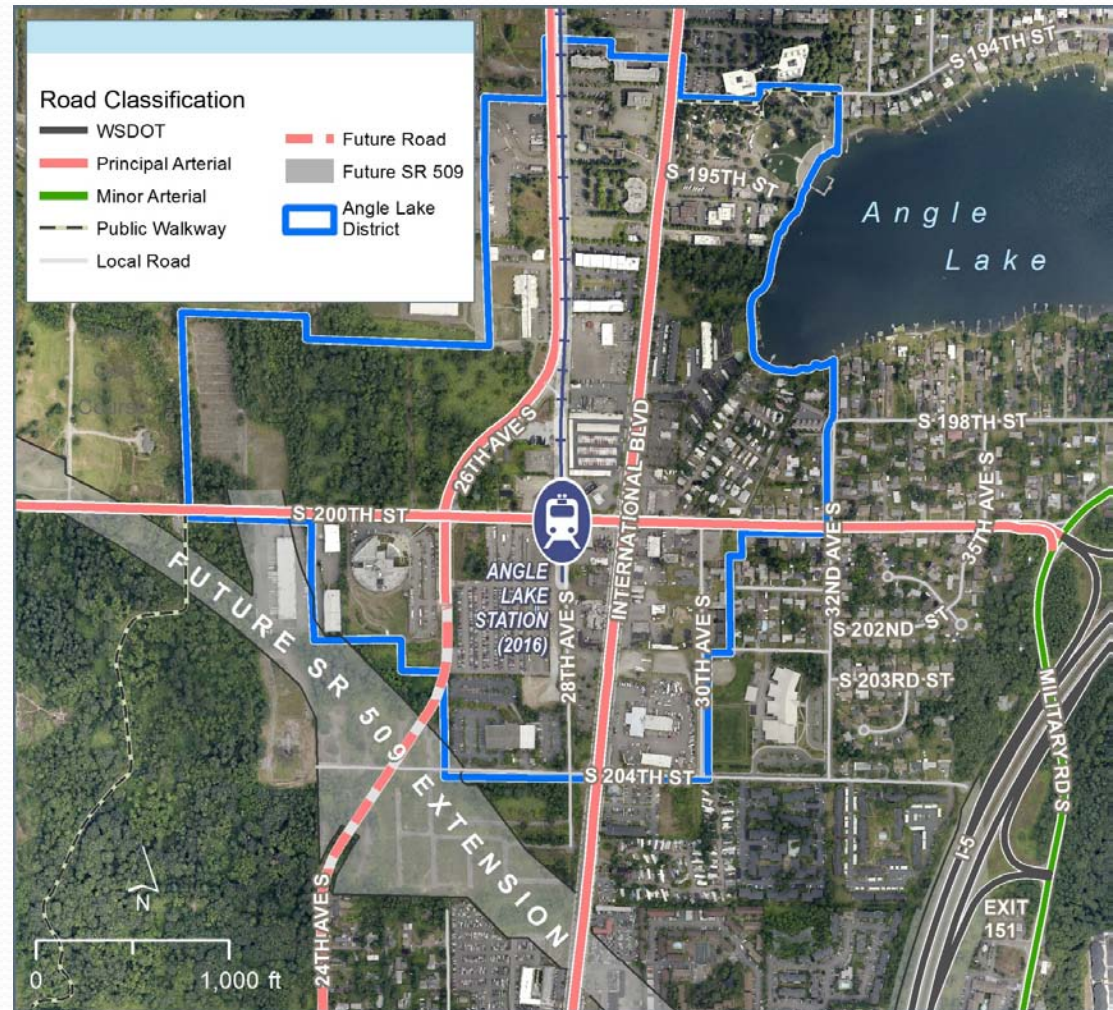 Road Classification
WSDOT
Principal Arterial
Minor Arterial
Public Walkway
Local Road
Future Road
Future SR 509
Angle Lake
District
S 194TH ST
S 195TH ST
Angle
Lake
S 198TH ST
26TH AVE S
INTERNATIONAL BLVD
S 200TH ST
32ND AVE S
35TH AVE S
ANGLE
LAKE
STATION
(2016)
28TH AVE S
30TH AVE S
S 202ND ST
S 203RD ST
MILITARY RD S
S 204TH ST
FUTURE SR 509 EXTENSION
I-5
24TH AVE S
EXIT
151
N
0 1,000 ft